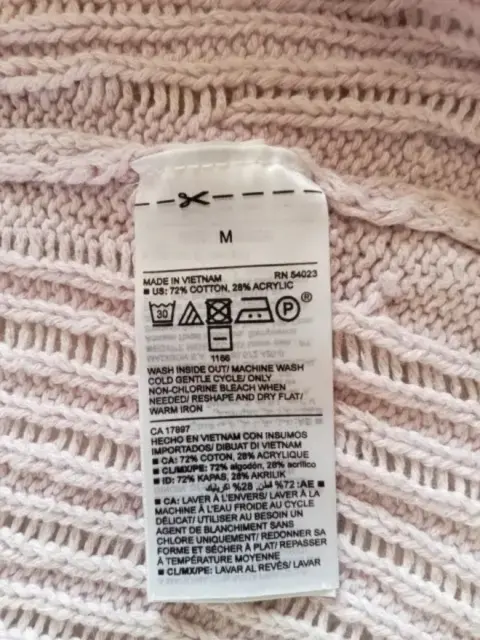 M
MADE IN VIETNAM RN 54023
■ US: 72% COTTON, 28% ACRYLIC
30 P ®
1166
WASH INSIDE OUT/ MACHINE WASH
COLD GENTLE CYCLE/ ONLY
NON-CHLORINE BLEACH WHEN
NEEDED/ RESHAPE AND DRY FLAT/
WARM IRON
CA 17897
HECHO EN VIETNAM CON INSUMOS
IMPORTADOS/ DIBUAT DI VIETNAM
■ CA: 72% COTON, 28% ACRYLIQUE
■ CL/MX/PE: 72% algodón, 28% acrílico
■ ID: 72% KAPAS, 28% AKRILIK
■ AE: 72% قطن, 28% اكريليك
■ CA: LAVER À L'ENVERS/ LAVER À LA
MACHINE À L'EAU FROIDE AU CYCLE
DÉLICAT/ UTILISER AU BESOIN UN
AGENT DE BLANCHIMENT SANS
CHLORE UNIQUEMENT/ REDONNER SA
FORME ET SÉCHER À PLAT/ REPASSER
À TEMPÉRATURE MOYENNE
■ CL/MX/PE: LAVAR AL REVÉS/ LAVAR